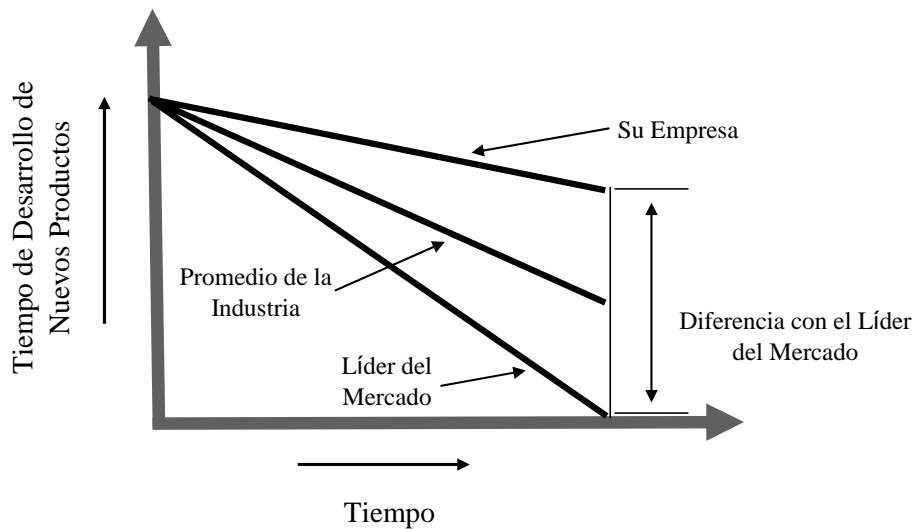 Tiempo de Desarrollo de
Nuevos Productos
Su Empresa
Promedio de la
Industria
Líder del
Mercado
Diferencia con el Líder
del Mercado
Tiempo